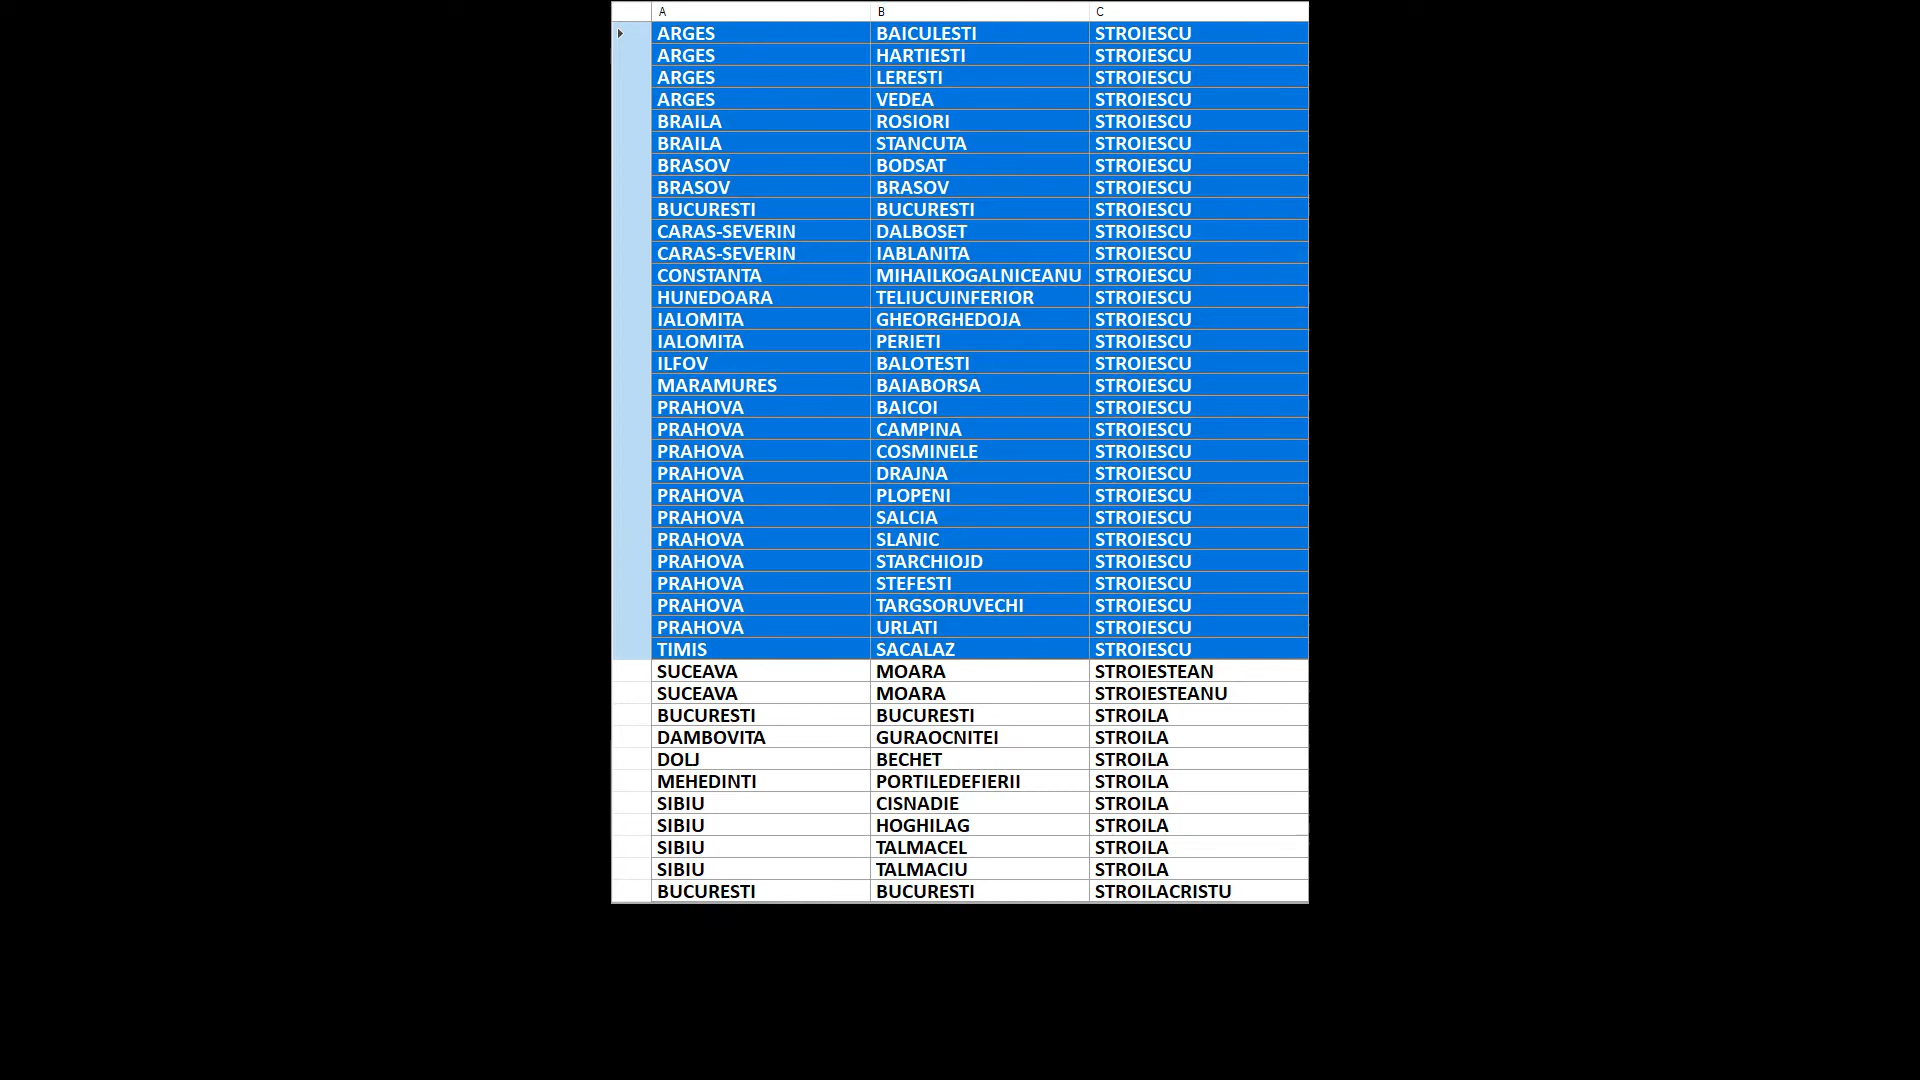 A B C
ARGES BAICULESTI STROIESCU
ARGES HARTIESTI STROIESCU
ARGES LERESTI STROIESCU
ARGES VEDEA STROIESCU
BRAILA ROSIORI STROIESCU
BRAILA STANCUTA STROIESCU
BRASOV BODSAT STROIESCU
BRASOV BRASOV STROIESCU
BUCURESTI BUCURESTI STROIESCU
CARAS-SEVERIN DALBOSET STROIESCU
CARAS-SEVERIN IABLANITA STROIESCU
CONSTANTA MIHAILKOGALNICEANU STROIESCU
HUNEDOARA TELIUCUINFERIOR STROIESCU
IALOMITA GHEORGHEDOJA STROIESCU
IALOMITA PERIETI STROIESCU
ILFOV BALOTESTI STROIESCU
MARAMURES BAIABORSA STROIESCU
PRAHOVA BAICOI STROIESCU
PRAHOVA CAMPINA STROIESCU
PRAHOVA COSMINELE STROIESCU
PRAHOVA DRAJNA STROIESCU
PRAHOVA PLOPENI STROIESCU
PRAHOVA SALCIA STROIESCU
PRAHOVA SLANIC STROIESCU
PRAHOVA STARCHIOJD STROIESCU
PRAHOVA STEFESTI STROIESCU
PRAHOVA TARGSORUVECHI STROIESCU
PRAHOVA URLATI STROIESCU
TIMIS SACALAZ STROIESCU
SUCEAVA MOARA STROIESTEAN
SUCEAVA MOARA STROIESTEANU
BUCURESTI BUCURESTI STROILA
DAMBOVITA GURAOCNITEI STROILA
DOLJ BECHET STROILA
MEHEDINTI PORTILEDEFIERII STROILA
SIBIU CISNADIE STROILA
SIBIU HOGHILAG STROILA
SIBIU TALMACEL STROILA
SIBIU TALMACIU STROILA
BUCURESTI BUCURESTI STROILACRISTU